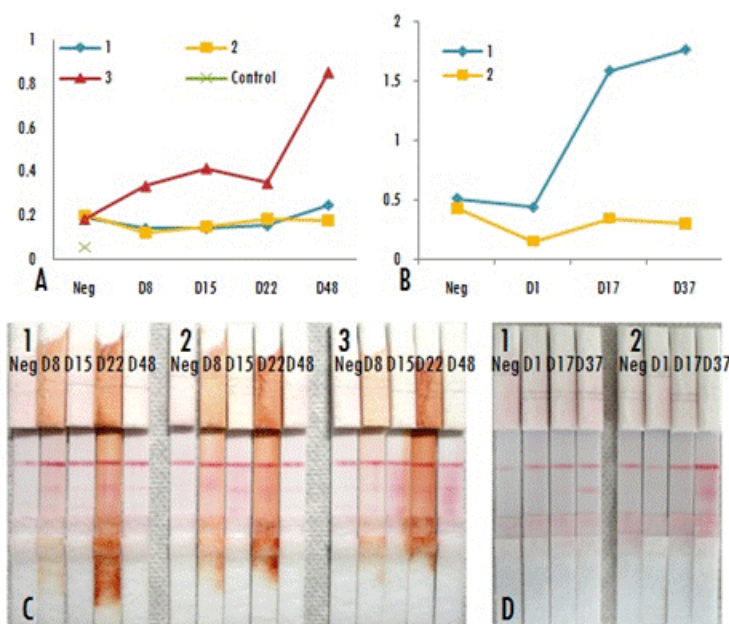 1
2
3
Control
1
0.8
0.6
0.4
0.2
0
Neg D8 D15 D22 D48
A
1
2
2
1.5
1
0.5
0
Neg D1 D17 D37
B
1 2 3
Neg D8 D15 D22 D48 Neg D8 D15 D22 D48 Neg D8 D15 D22 D48
C
1 2
Neg D1 D17 D37 Neg D1 D17 D37
D